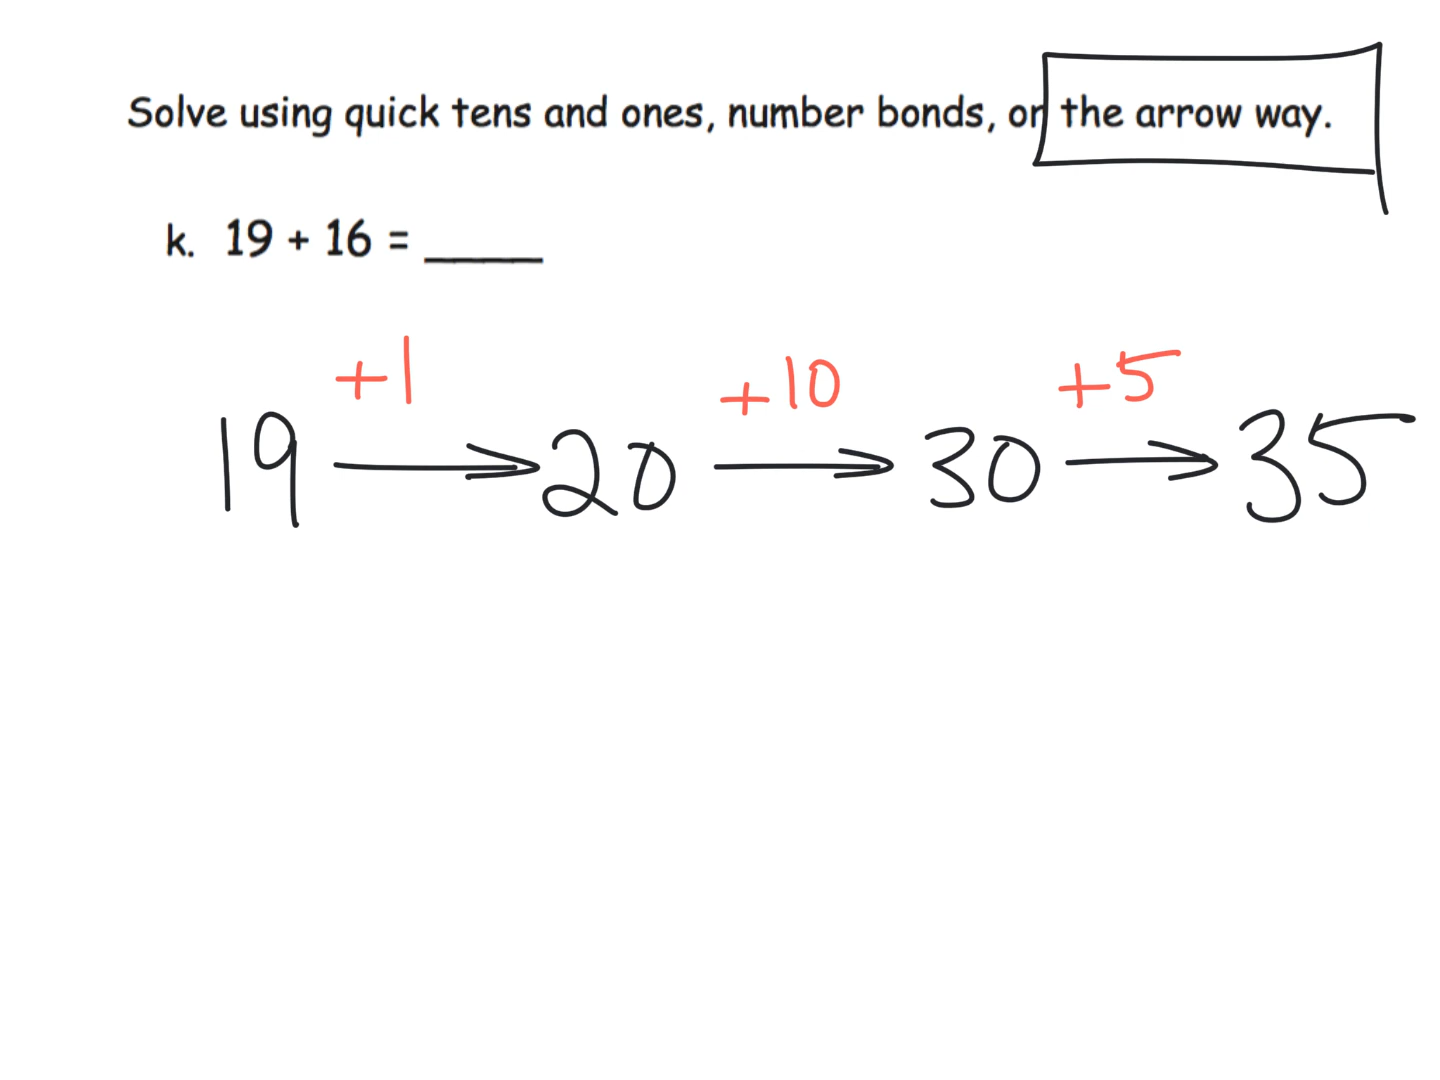 Solve using quick tens and ones, number bonds, or the arrow way.
k. 19 + 16 = _____
+1 +10 +5
19 → 20 → 30 → 35